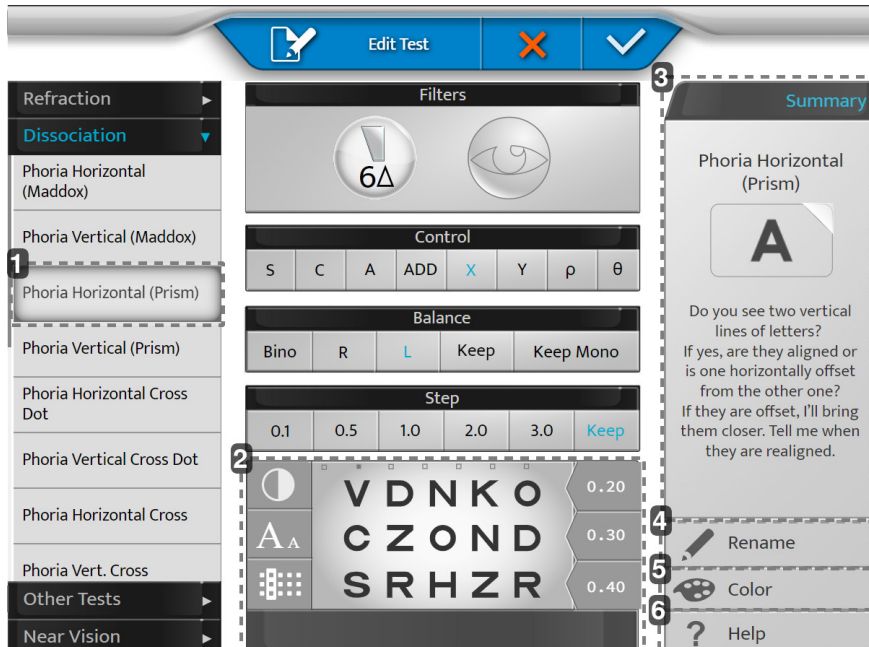 Edit Test
Refraction
Dissociation
Phoria Horizontal
(Maddox)
Phoria Vertical (Maddox)
1
Phoria Horizontal (Prism)
Phoria Vertical (Prism)
Phoria Horizontal Cross
Dot
Phoria Vertical Cross Dot
Phoria Horizontal Cross
Phoria Vert. Cross
Other Tests
Near Vision
Filters
6Δ
Control
S C A ADD X Y ρ θ
Balance
Bino R L Keep Keep Mono
Step
0.1 0.5 1.0 2.0 3.0 Keep
2
V D N K O 0.20
A A C Z O N D 0.30
S R H Z R 0.40
3
Summary
Phoria Horizontal
(Prism)
A
Do you see two vertical
lines of letters?
If yes, are they aligned or
is one horizontally offset
from the other one?
If they are offset, I'll bring
them closer. Tell me when
they are realigned.
4
Rename
5
Color
6
? Help